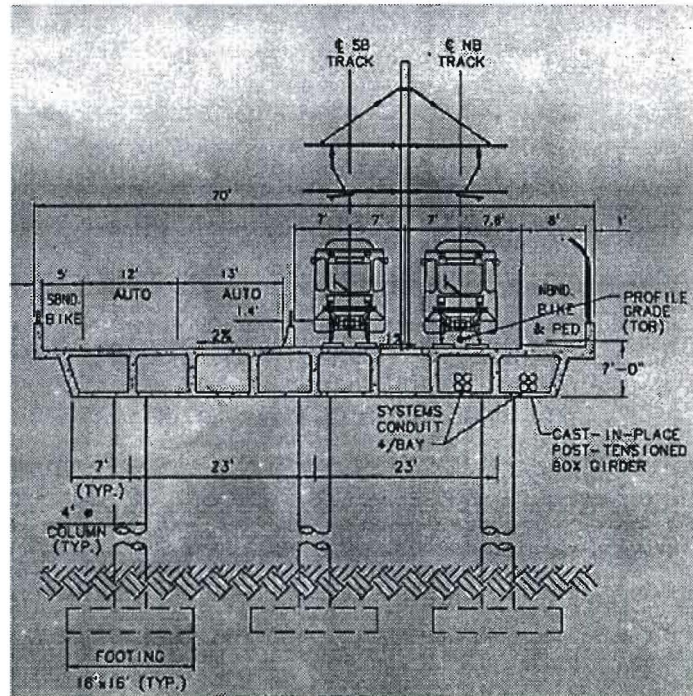 ℄ SB
TRACK
℄ NB
TRACK
70'
7'
7'
7'
7.8'
8'
1'
5'
12'
13'
SBND.
BIKE
AUTO
AUTO
1.4'
2%
NBND.
BIKE
& PED
PROFILE
GRADE
(TOR)
7'-0"
SYSTEMS
CONDUIT
4/BAY
CAST-IN-PLACE
POST-TENSIONED
BOX GIRDER
7'
(TYP.)
23'
23'
4' ø
COLUMN
(TYP.)
FOOTING
16'x16' (TYP.)